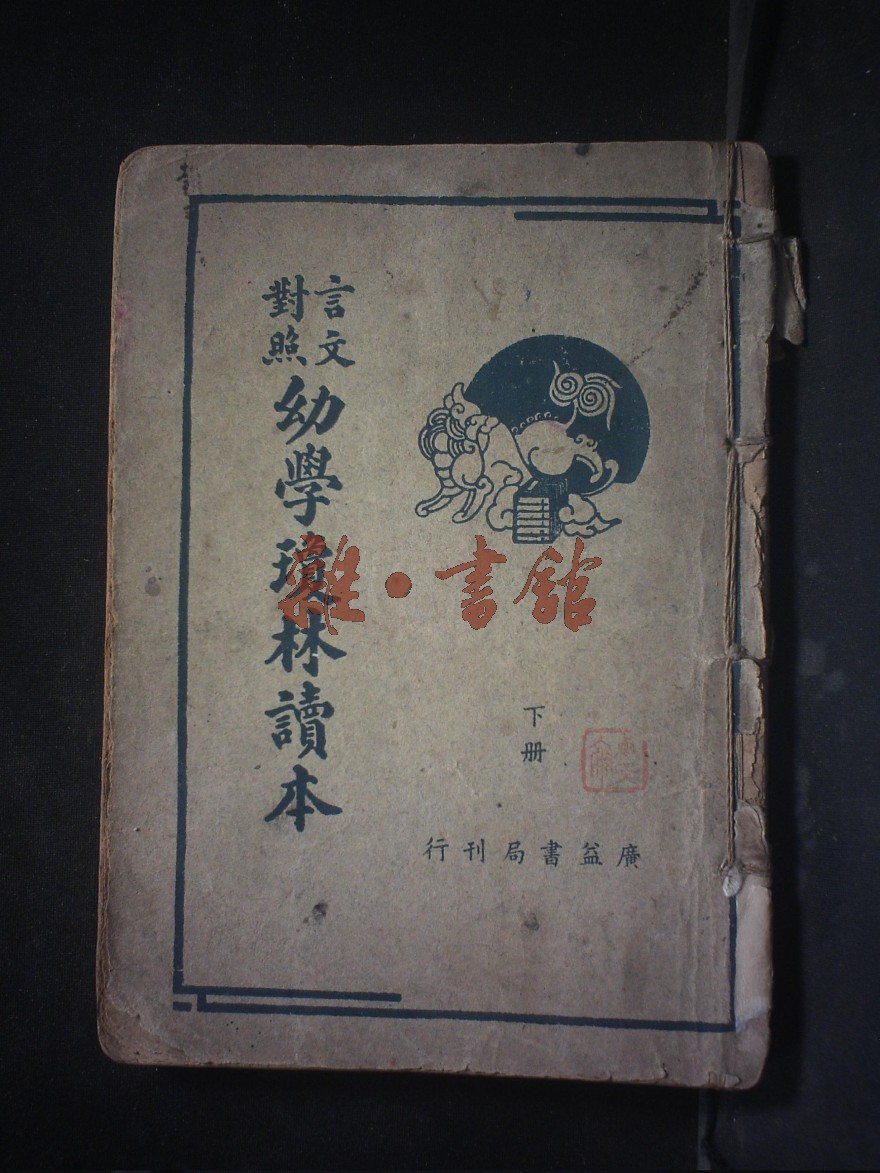 言文
對照
幼學瓊林讀本
下册
廣益書局刊行
雜·書館